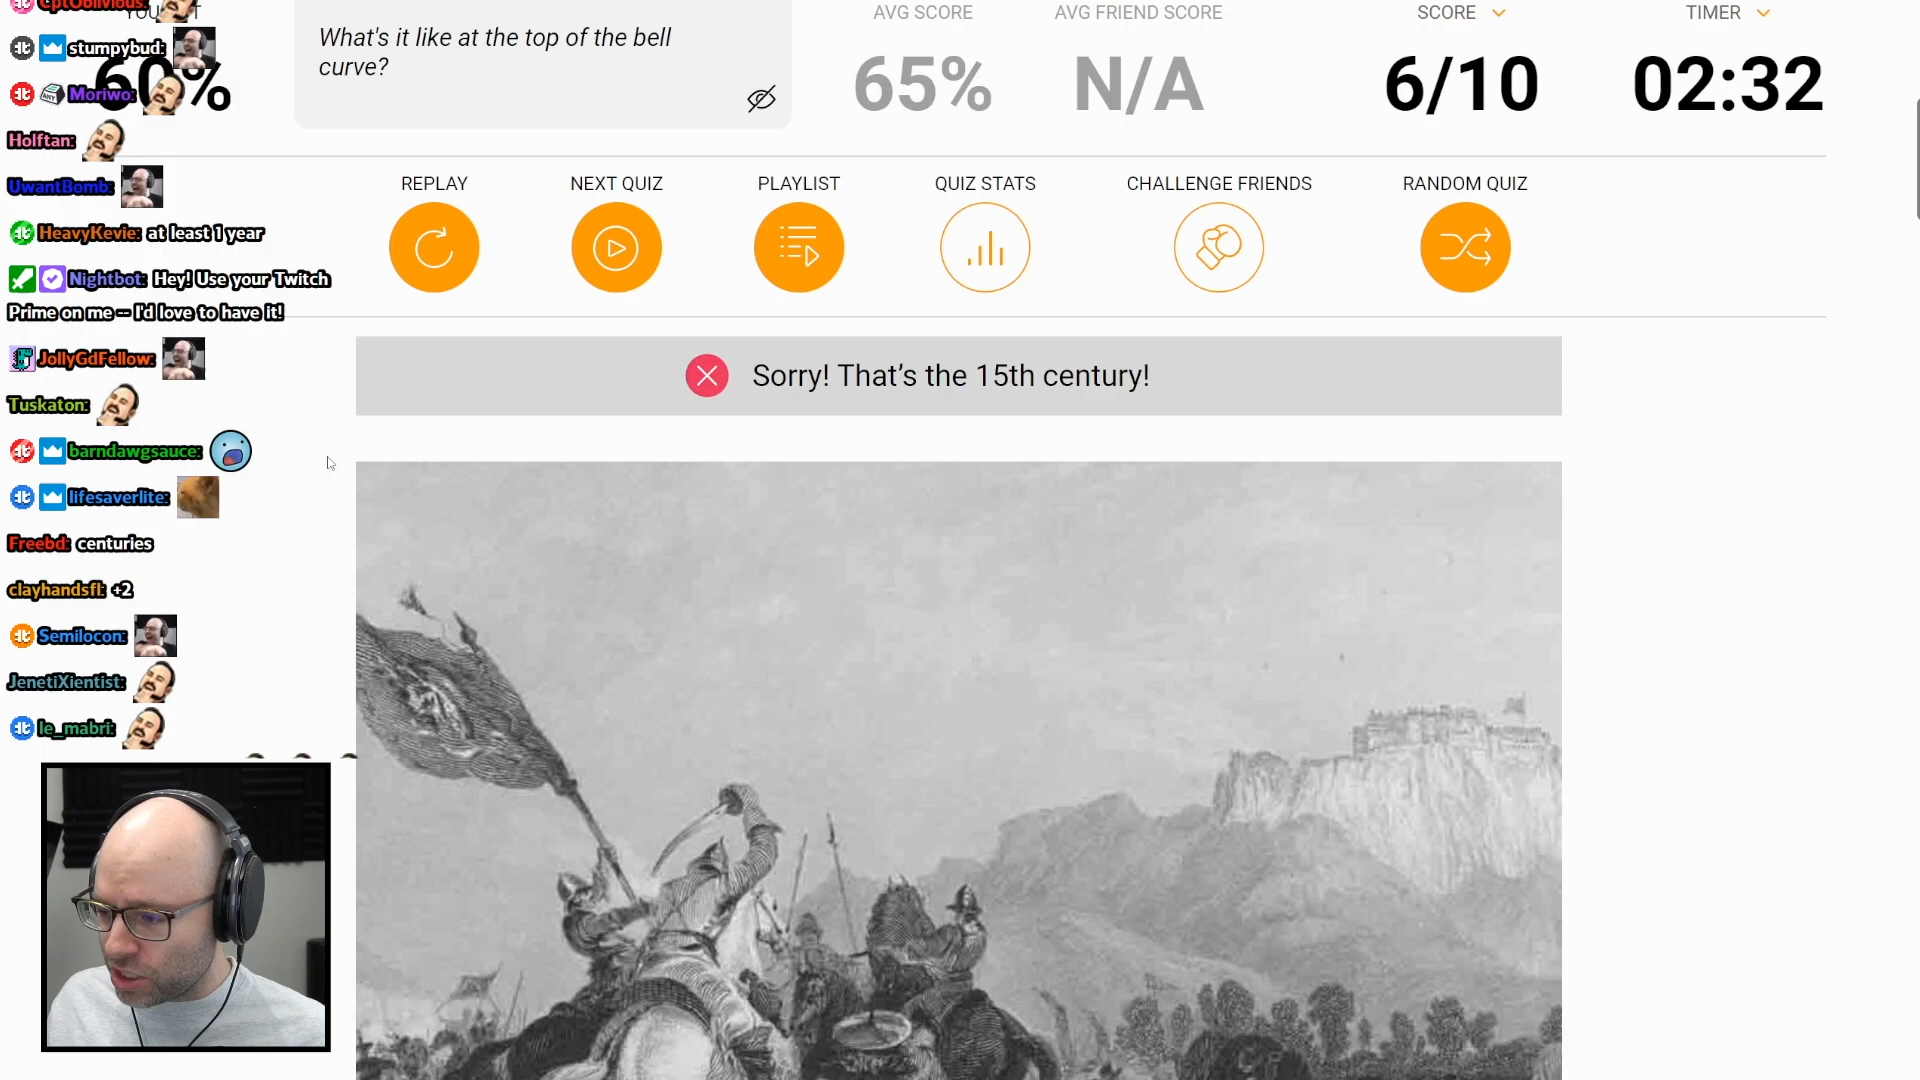 CptOblivious:
YOU GOT
60%
What's it like at the top of the bell
curve?
AVG SCORE
65%
AVG FRIEND SCORE
N/A
SCORE
6/10
TIMER
02:32
REPLAY
NEXT QUIZ
PLAYLIST
QUIZ STATS
CHALLENGE FRIENDS
RANDOM QUIZ
Sorry! That’s the 15th century!
stumpybud:
Moriwo:
Holftan:
UwantBomb:
HeavyKevie: at least 1 year
Nightbot: Hey! Use your Twitch
Prime on me -- I'd love to have it!
JollyGdFellow:
Tuskaton:
barndawgsauce:
lifesaverlite:
Freebd: centuries
clayhandsfl: +2
Semilocon:
JenetiXientist:
le_mabri: